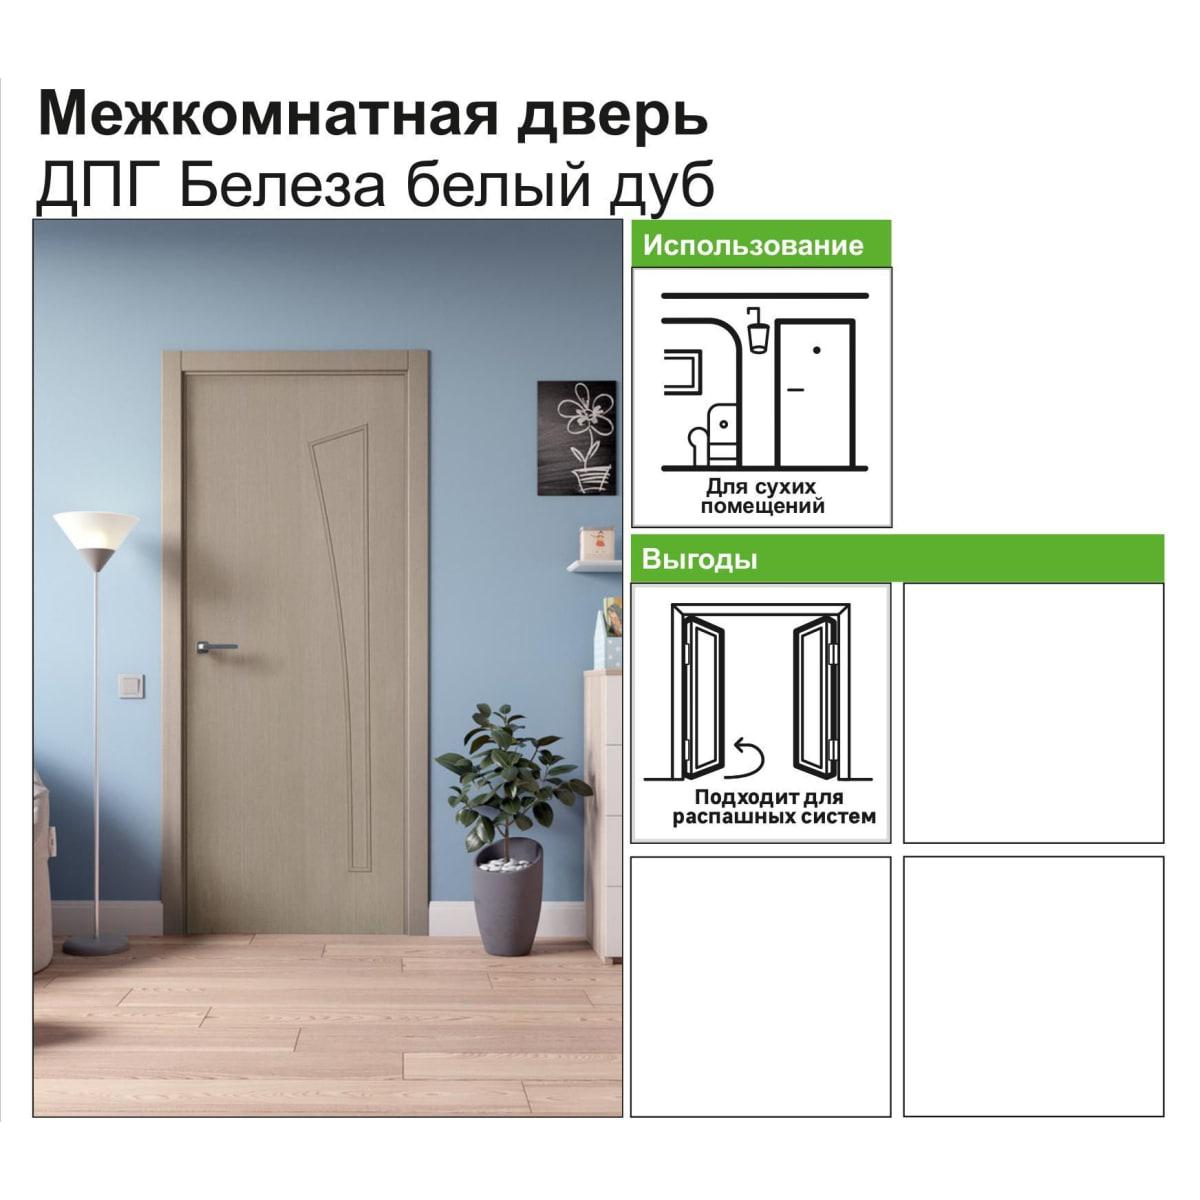 Межкомнатная дверь
ДПГ Белеза белый дуб
Использование
Для сухих
помещений
Выгоды
Подходит для
распашных систем